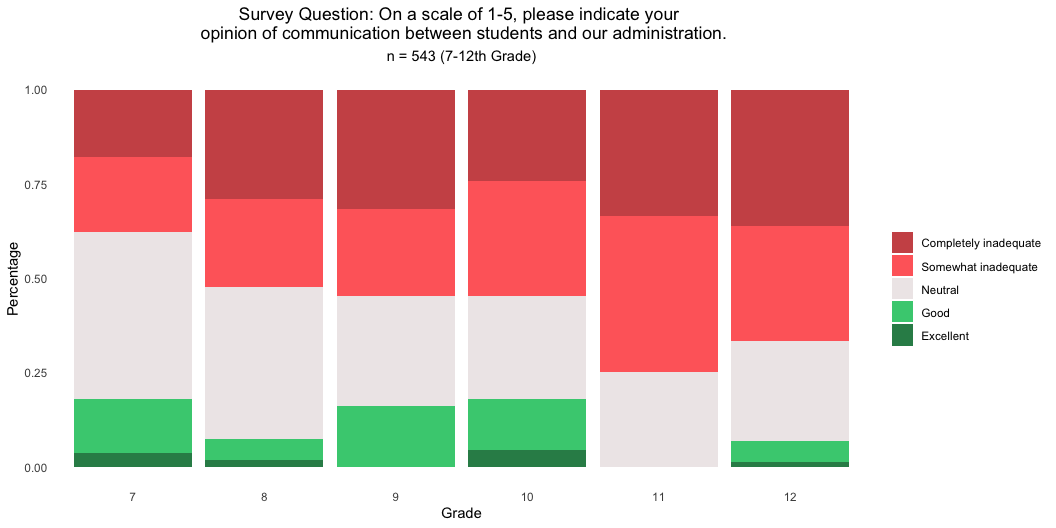 Survey Question: On a scale of 1-5, please indicate your
opinion of communication between students and our administration.
n = 543 (7-12th Grade)
1.00
0.75
0.50
0.25
0.00
Percentage
7
8
9
10
11
12
Grade
Completely inadequate
Somewhat inadequate
Neutral
Good
Excellent